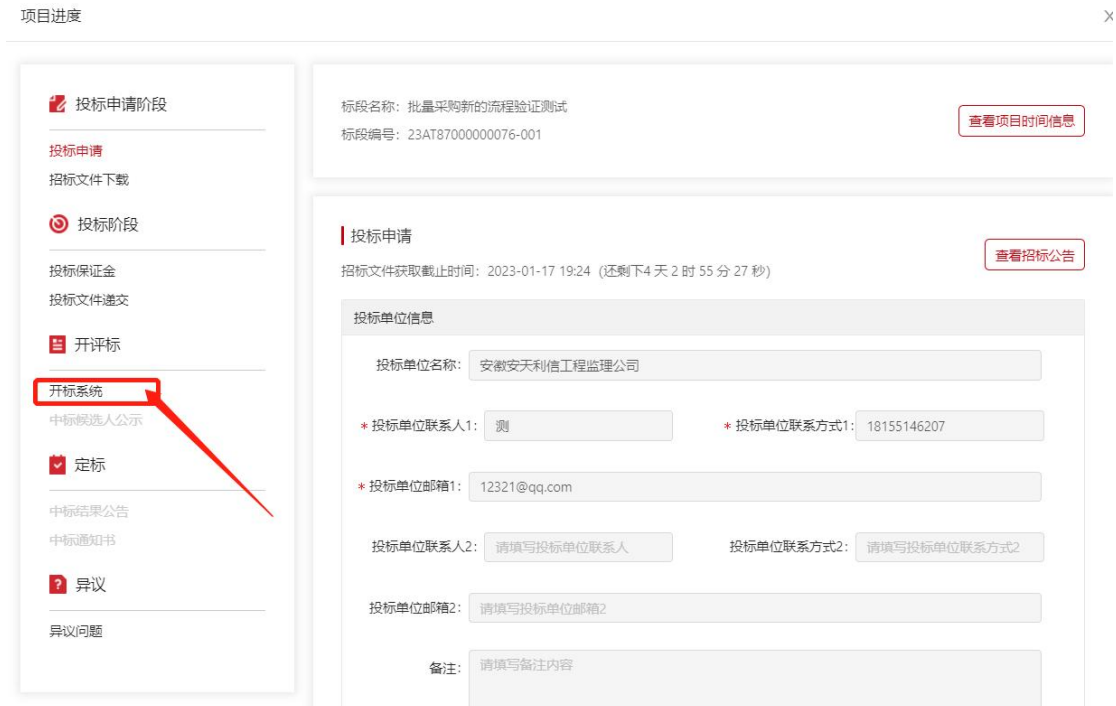 项目进度
X
投标申请阶段
投标申请
招标文件下载
投标阶段
投标保证金
投标文件递交
开评标
开标系统
中标候选人公示
定标
中标结果公告
中标通知书
异议
异议问题
标段名称：批量采购新的流程验证测试
标段编号：23AT87000000076-001
查看项目时间信息
投标申请
查看招标公告
招标文件获取截止时间：2023-01-17 19:24（还剩下4 天 2 时 55 分 27 秒）
投标单位信息
投标单位名称： 安徽安天利信工程监理公司
* 投标单位联系人1： 测 * 投标单位联系方式1： 18155146207
* 投标单位邮箱1： 12321@qq.com
投标单位联系人2： 请填写投标单位联系人 投标单位联系方式2： 请填写投标单位联系方式2
投标单位邮箱2： 请填写投标单位邮箱2
备注： 请填写备注内容